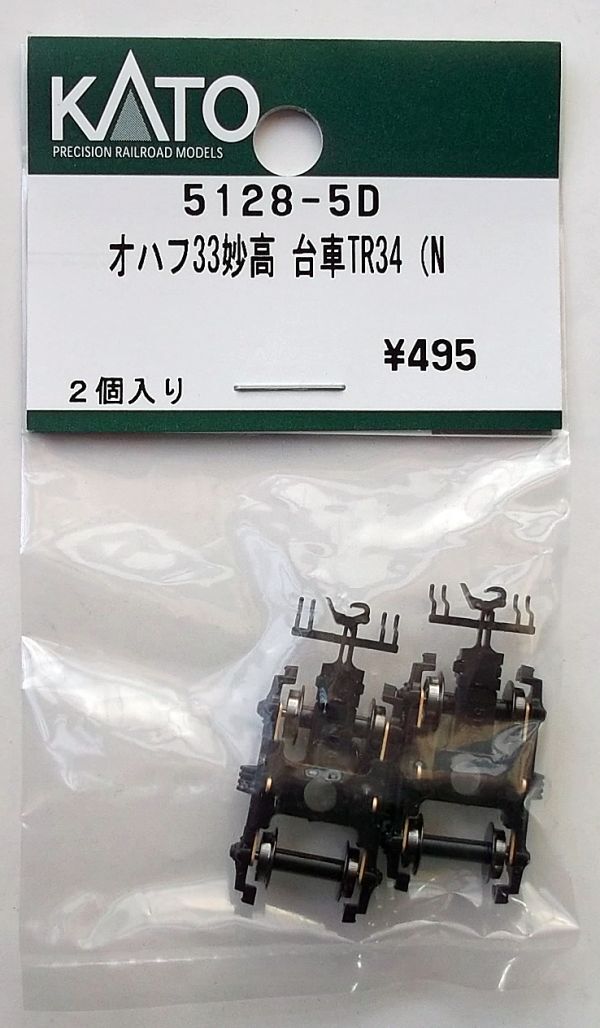 KATO
PRECISION RAILROAD MODELS
5128-5D
オハフ33妙高 台車TR34 (N
¥495
2個入り